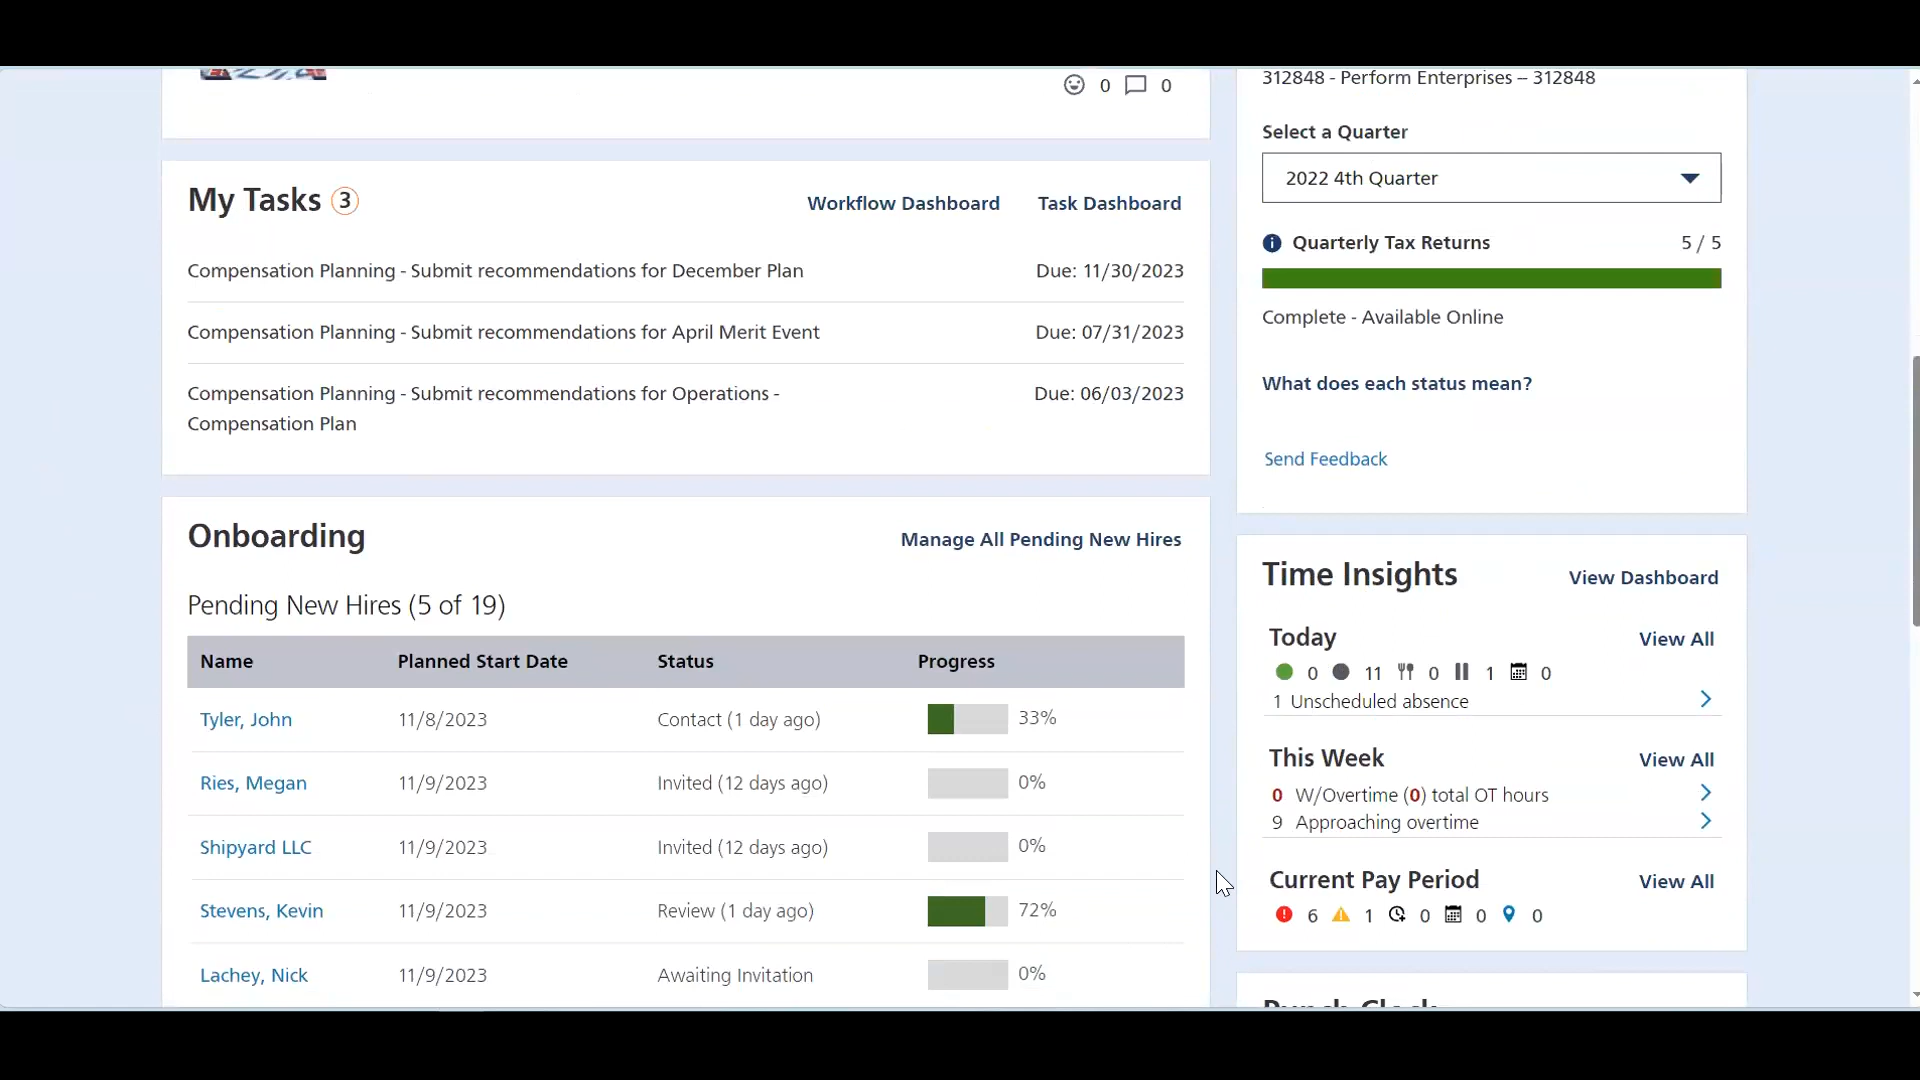 0 0
My Tasks 3
Workflow Dashboard Task Dashboard
Compensation Planning - Submit recommendations for December Plan Due: 11/30/2023
Compensation Planning - Submit recommendations for April Merit Event Due: 07/31/2023
Compensation Planning - Submit recommendations for Operations - Due: 06/03/2023
Compensation Plan
Onboarding Manage All Pending New Hires
Pending New Hires (5 of 19)
Name Planned Start Date Status Progress
Tyler, John 11/8/2023 Contact (1 day ago) 33%
Ries, Megan 11/9/2023 Invited (12 days ago) 0%
Shipyard LLC 11/9/2023 Invited (12 days ago) 0%
Stevens, Kevin 11/9/2023 Review (1 day ago) 72%
Lachey, Nick 11/9/2023 Awaiting Invitation 0%
312848 - Perform Enterprises – 312848
Select a Quarter
2022 4th Quarter
Quarterly Tax Returns 5 / 5
Complete - Available Online
What does each status mean?
Send Feedback
Time Insights View Dashboard
Today View All
0 11 0 1 0
1 Unscheduled absence
This Week View All
0 W/Overtime (0) total OT hours
9 Approaching overtime
Current Pay Period View All
6 1 0 0 0